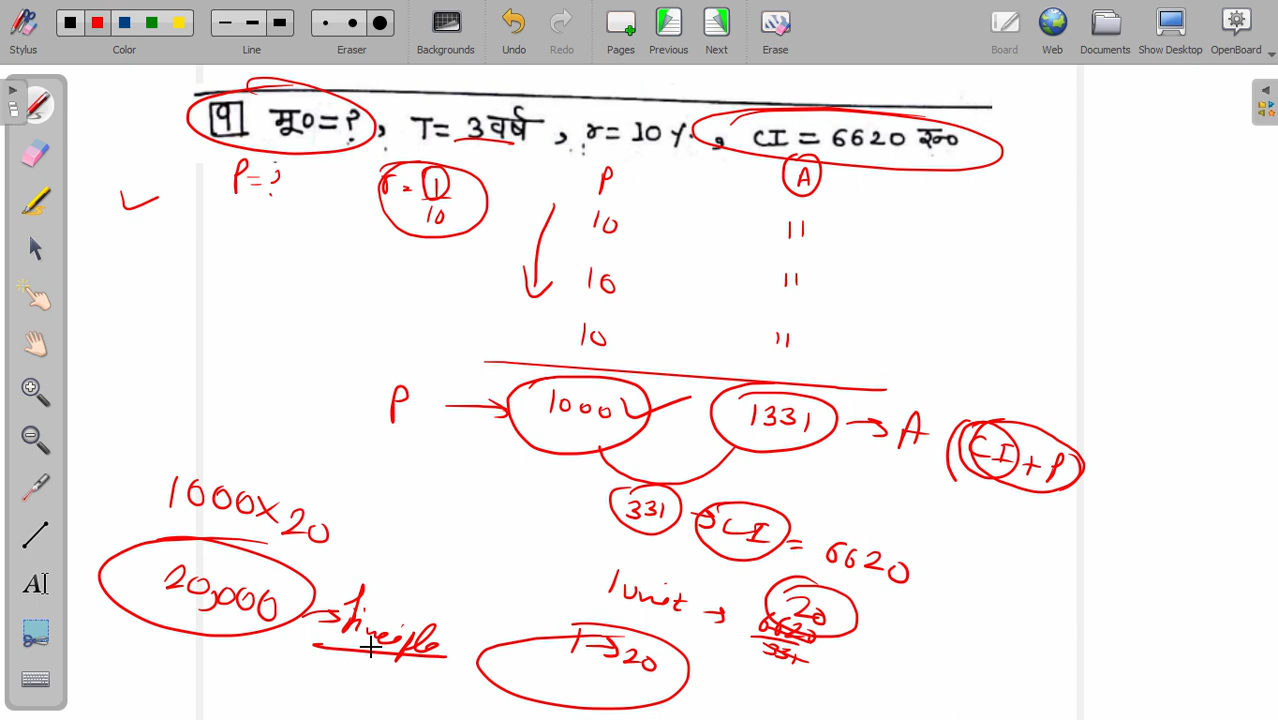 Stylus Color Line Eraser Backgrounds Undo Redo Pages Previous Next Erase Board Web Documents Show Desktop OpenBoard
9 मू०=?, T= 3 वर्ष, r= 10 %, CI = 6620 रू०
P=?
r = 1/10
P A
10 11
10 11
10 11
P → 1000 1331 → A (CI + P)
331 → CI = 6620
1000×20
20,000 → Principle
1 unit → 6620/331 20
1 → 20